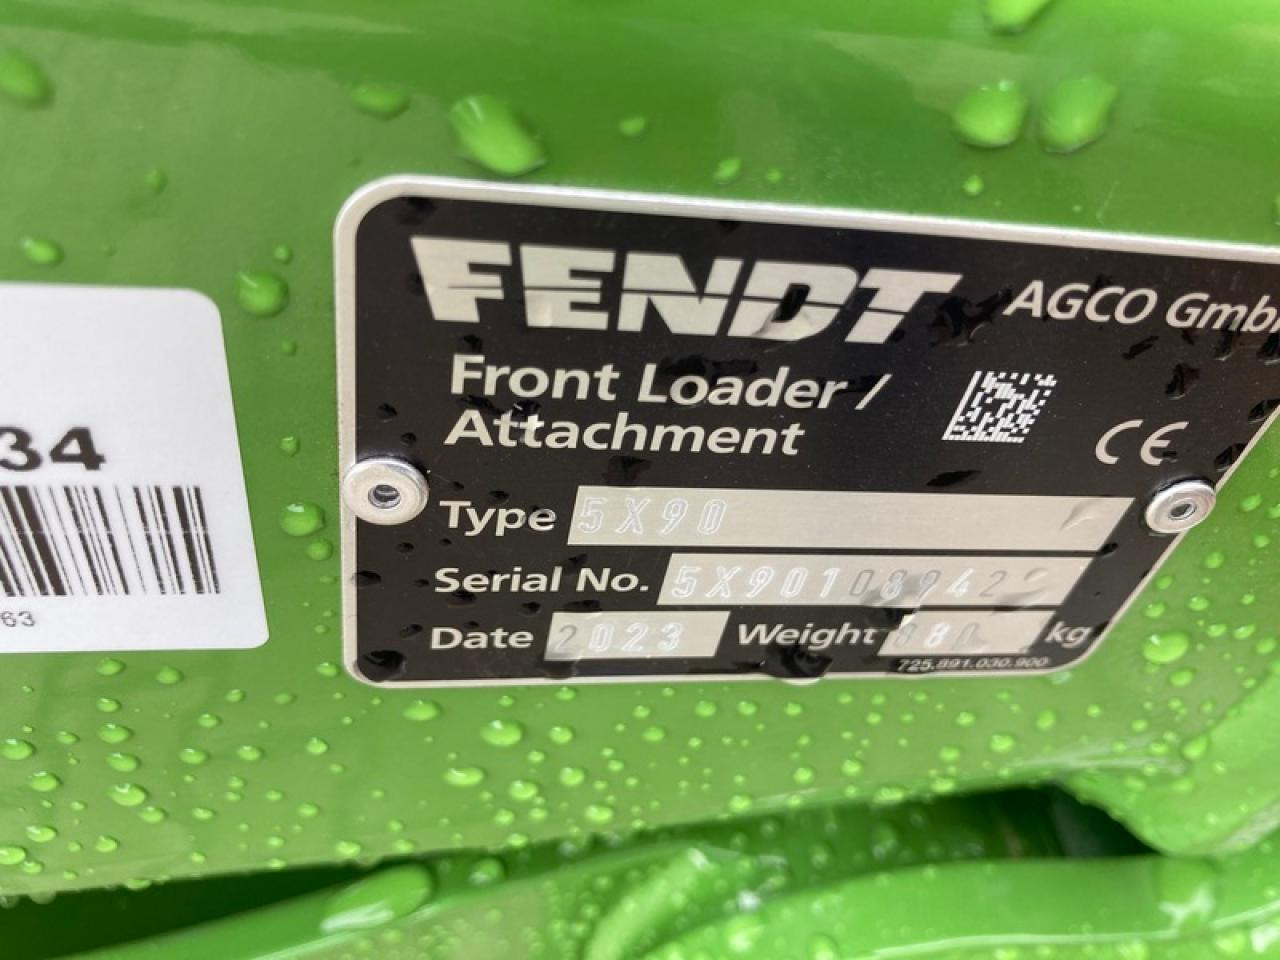 FENDT AGCO Gmb
Front Loader /
Attachment
CE
Type 5X90
Serial No.
Date 2023 Weight kg
725.891.030.900
34
63